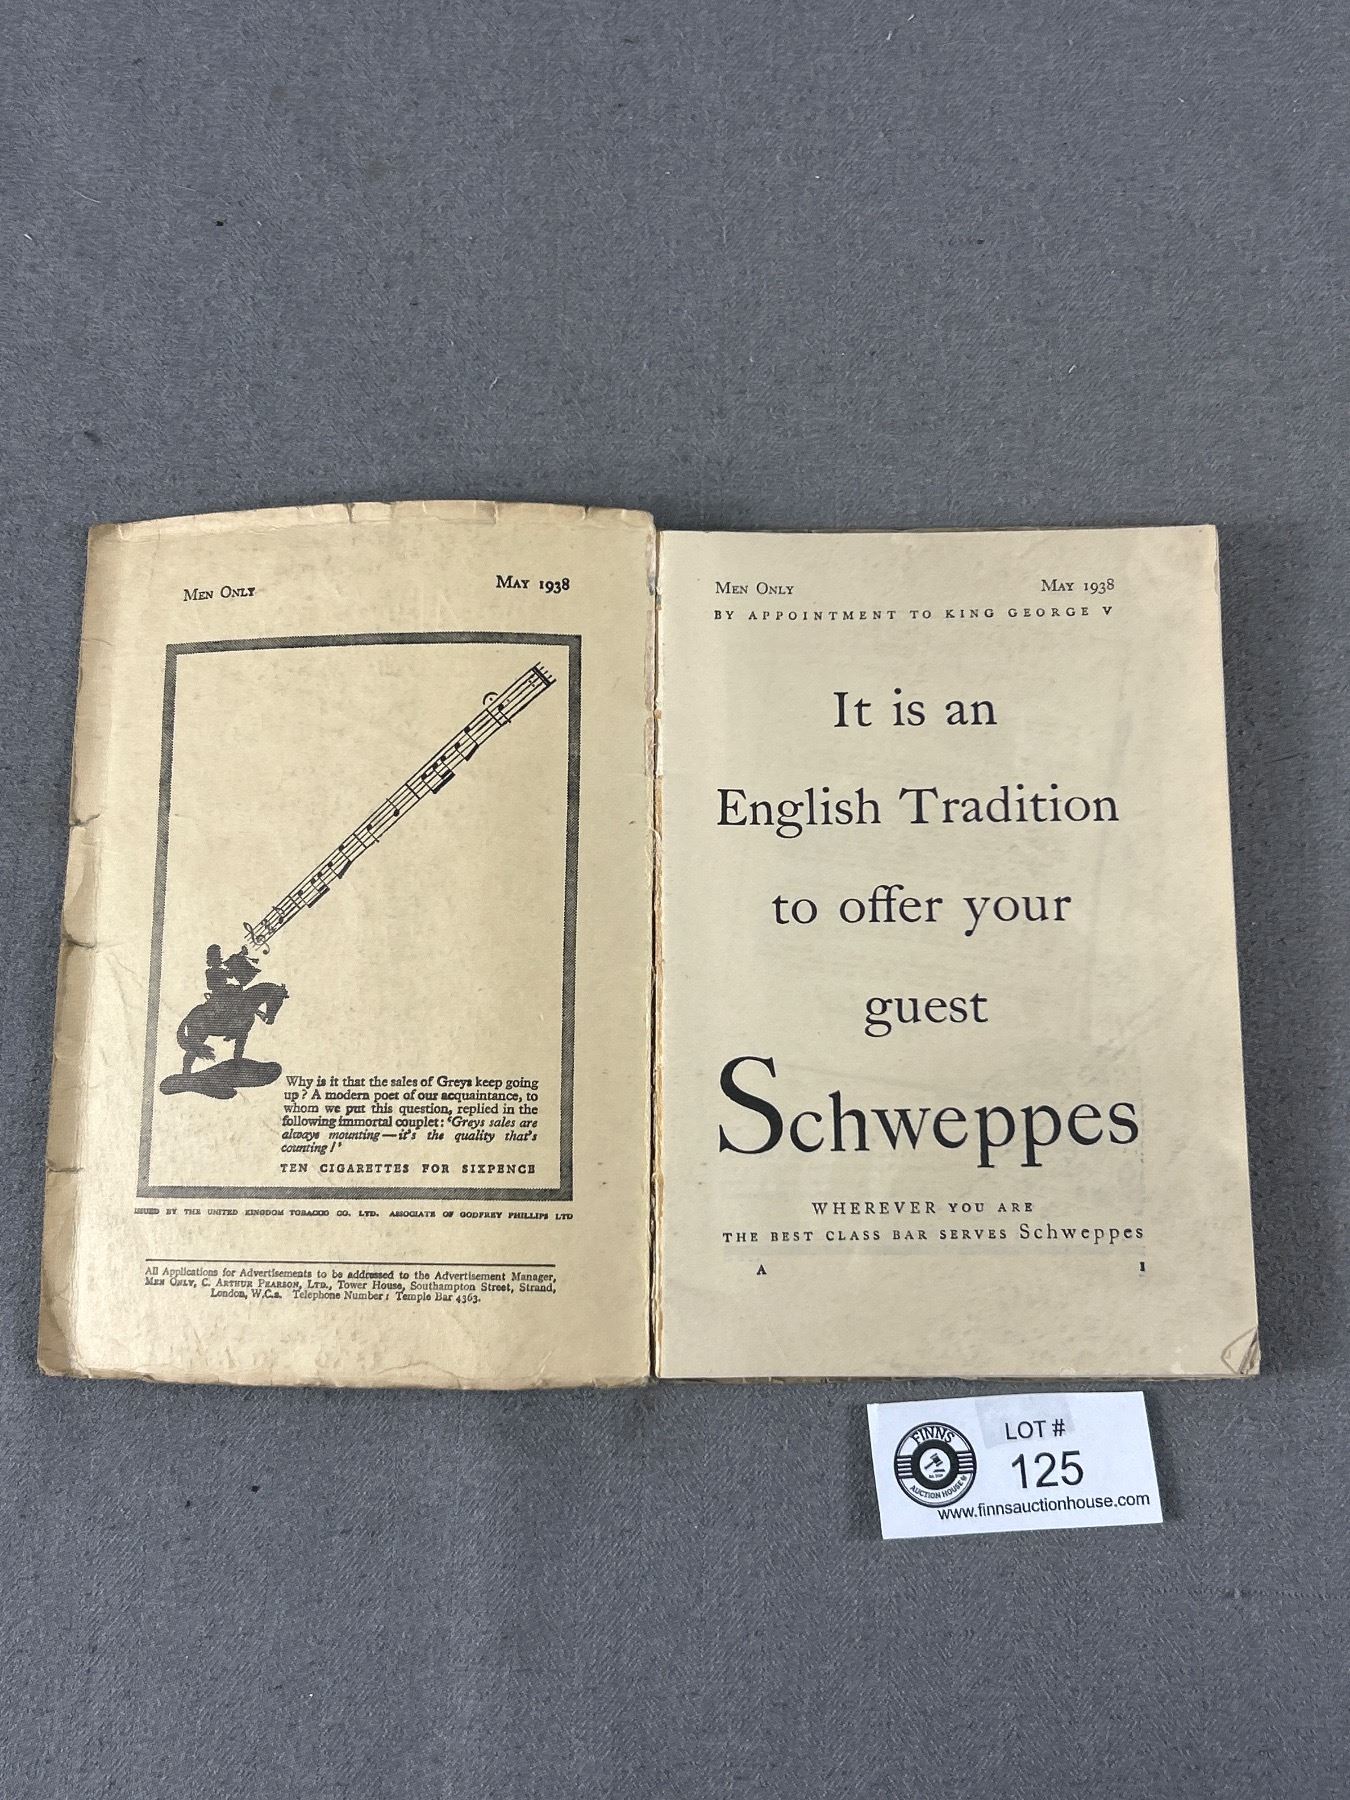 Men Only May 1938
Why is it that the sales of Greys keep going
up? A modern poet of our acquaintance, to
whom we put this question, replied in the
following immortal couplet: 'Greys sales are
always mounting—it's the quality that's
counting!'
TEN CIGARETTES FOR SIXPENCE
ISSUED BY THE UNITED KINGDOM TOBACCO CO. LTD. ASSOCIATE OF GODFREY PHILLIPS LTD
All Applications for Advertisements to be addressed to the Advertisement Manager,
Men Only, C. Arthur Pearson, Ltd., Tower House, Southampton Street, Strand,
London, W.C.2. Telephone Number: Temple Bar 4363.
Men Only May 1938
BY APPOINTMENT TO KING GEORGE V
It is an
English Tradition
to offer your
guest
Schweppes
WHEREVER YOU ARE
THE BEST CLASS BAR SERVES Schweppes
A 1
FINNS
AUCTION HOUSE
LOT #
125
www.finnsauctionhouse.com